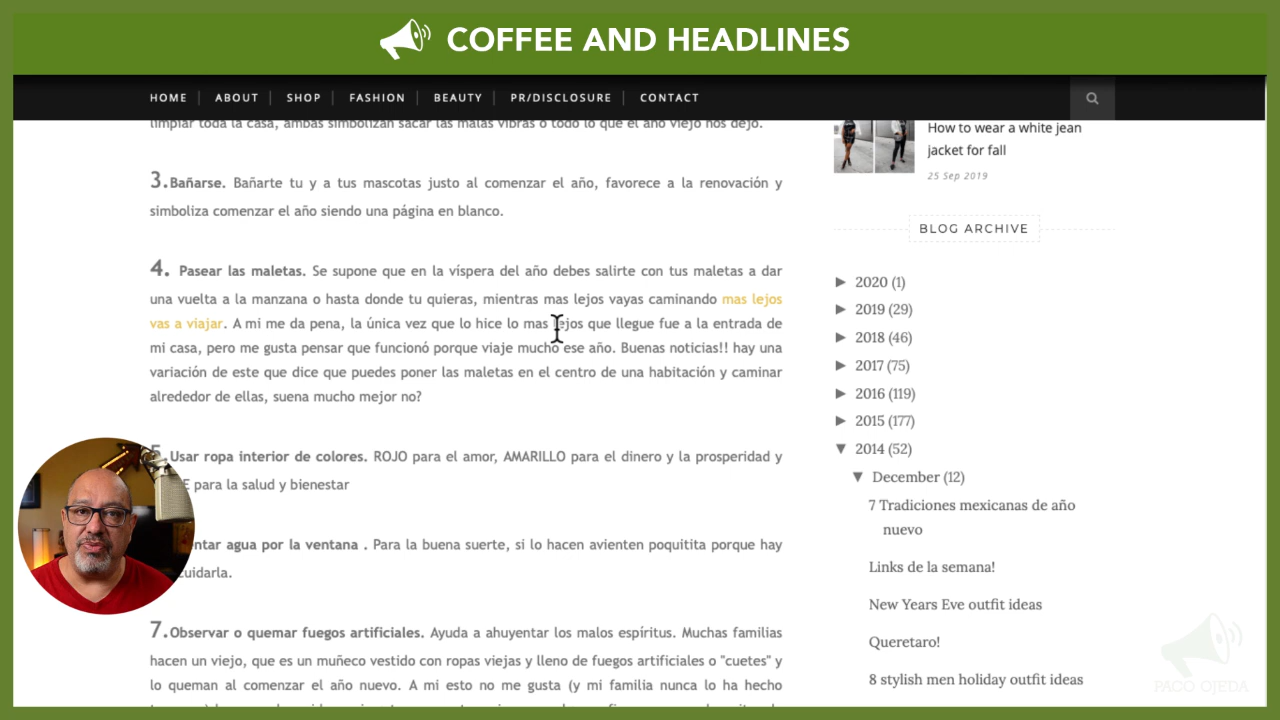 COFFEE AND HEADLINES
HOME ABOUT SHOP FASHION BEAUTY PR/DISCLOSURE CONTACT
limpiar toda la casa, ambas simbolizan sacar las malas vibras o todo lo que el año viejo nos dejo.
3.Bañarse. Bañarte tu y a tus mascotas justo al comenzar el año, favorece a la renovación y
simboliza comenzar el año siendo una página en blanco.
4. Pasear las maletas. Se supone que en la víspera del año debes salirte con tus maletas a dar
una vuelta a la manzana o hasta donde tu quieras, mientras mas lejos vayas caminando mas lejos
vas a viajar. A mi me da pena, la única vez que lo hice lo mas lejos que llegue fue a la entrada de
mi casa, pero me gusta pensar que funcionó porque viaje mucho ese año. Buenas noticias!! hay una
variación de este que dice que puedes poner las maletas en el centro de una habitación y caminar
alrededor de ellas, suena mucho mejor no?
5.Usar ropa interior de colores. ROJO para el amor, AMARILLO para el dinero y la prosperidad y
para la salud y bienestar
agua por la ventana . Para la buena suerte, si lo hacen avienten poquitita porque hay
cuidarla.
7.Observar o quemar fuegos artificiales. Ayuda a ahuyentar los malos espíritus. Muchas familias
hacen un viejo, que es un muñeco vestido con ropas viejas y lleno de fuegos artificiales o "cuetes" y
lo queman al comenzar el año nuevo. A mi esto no me gusta (y mi familia nunca lo ha hecho
How to wear a white jean
jacket for fall
25 Sep 2019
BLOG ARCHIVE
► 2020 (1)
► 2019 (29)
► 2018 (46)
► 2017 (75)
► 2016 (119)
► 2015 (177)
▼ 2014 (52)
▼ December (12)
7 Tradiciones mexicanas de año
nuevo
Links de la semana!
New Years Eve outfit ideas
Queretaro!
8 stylish men holiday outfit ideas
PACO OJEDA